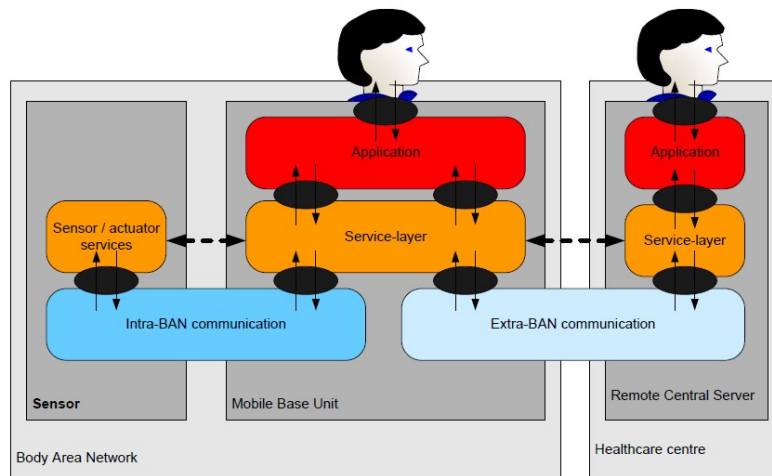 Application
Application
Sensor / actuator
services
Service-layer
Service-layer
Intra-BAN communication
Extra-BAN communication
Sensor
Mobile Base Unit
Remote Central Server
Body Area Network
Healthcare centre